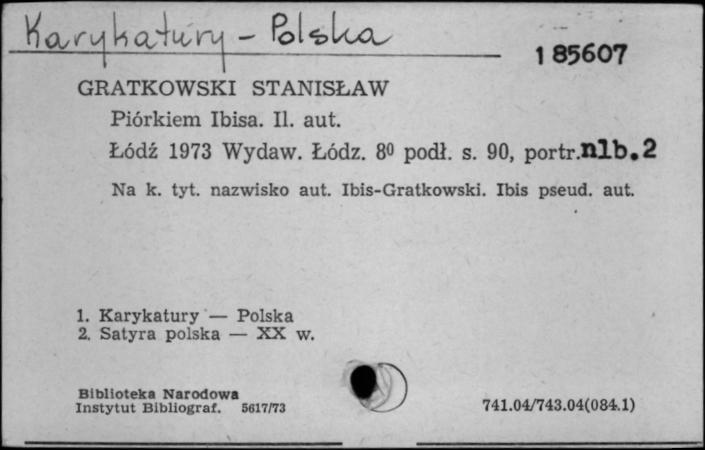 Karykatury - Polska
185607
GRATKOWSKI STANISŁAW
Piórkiem Ibisa. Il. aut.
Łódź 1973 Wydaw. Łódz. 8⁰ podł. s. 90, portr.nlb.2
Na k. tyt. nazwisko aut. Ibis-Gratkowski. Ibis pseud. aut.
1. Karykatury — Polska
2. Satyra polska — XX w.
Biblioteka Narodowa
Instytut Bibliograf. 5617/73
741.04/743.04(084.1)